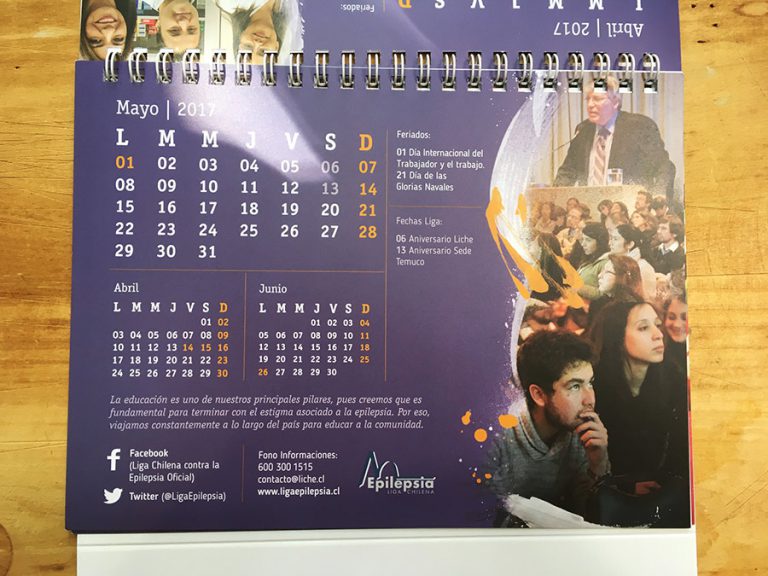 Feriados:
D
L M M J V S D
Abril | 2017
Mayo | 2017
L M M J V S D
01 02 03 04 05 06 07
08 09 10 11 12 13 14
15 16 17 18 19 20 21
22 23 24 25 26 27 28
29 30 31
Feriados:
01 Día Internacional del
Trabajador y el trabajo.
21 Día de las
Glorias Navales
Fechas Liga:
06 Aniversario Liche
13 Aniversario Sede
Temuco
Abril
L M M J V S D
01 02
03 04 05 06 07 08 09
10 11 12 13 14 15 16
17 18 19 20 21 22 23
24 25 26 27 28 29 30
Junio
L M M J V S D
01 02 03 04
05 06 07 08 09 10 11
12 13 14 15 16 17 18
19 20 21 22 23 24 25
26 27 28 29 30
La educación es uno de nuestros principales pilares, pues creemos que es
fundamental para terminar con el estigma asociado a la epilepsia. Por eso,
viajamos constantemente a lo largo del país para educar a la comunidad.
Facebook
(Liga Chilena contra la
Epilepsia Oficial)
Twitter (@LigaEpilepsia)
Fono Informaciones:
600 300 1515
contacto@liche.cl
www.ligaepilepsia.cl
Epilepsia
LIGA CHILENA